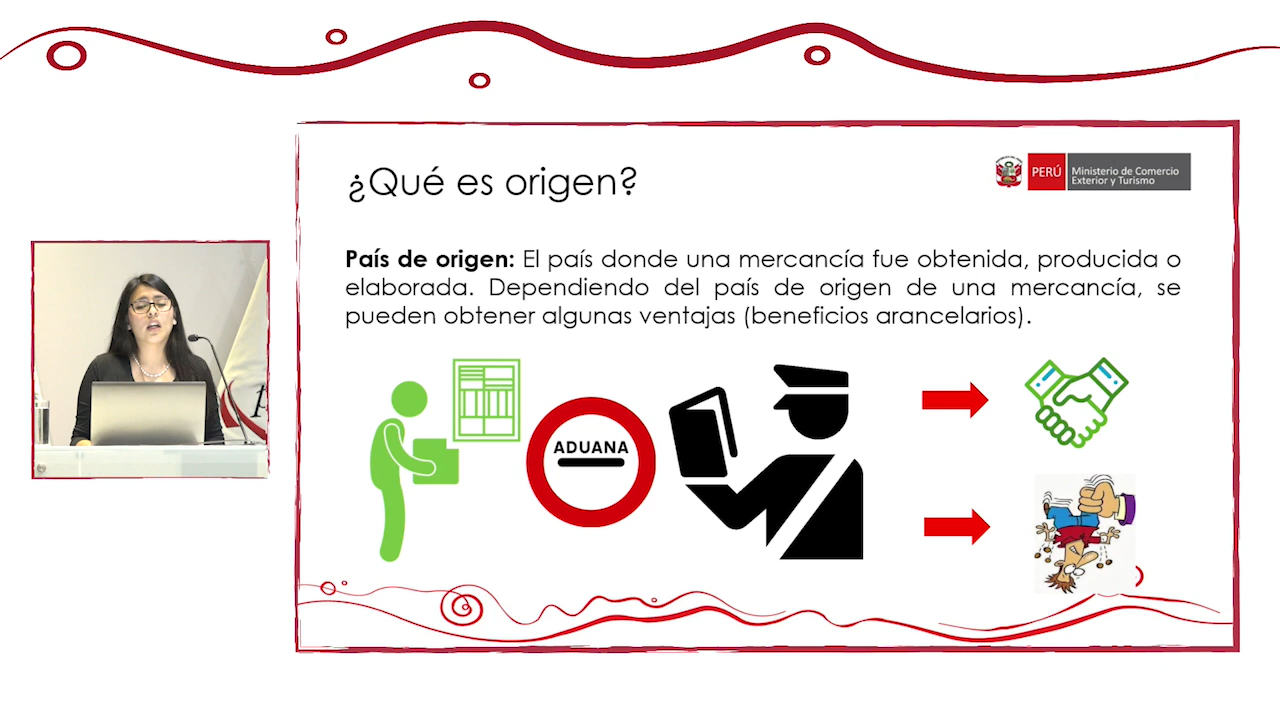 ¿Qué es origen?
PERÚ
Ministerio de Comercio
Exterior y Turismo
País de origen: El país donde una mercancía fue obtenida, producida o
elaborada. Dependiendo del país de origen de una mercancía, se
pueden obtener algunas ventajas (beneficios arancelarios).
ADUANA